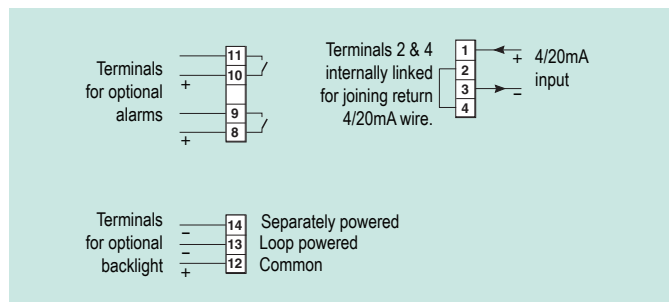 Terminals
for optional
alarms
11
10
+
9
8
+
Terminals 2 & 4
internally linked
for joining return
4/20mA wire.
1
2
3
4
+
–
4/20mA
input
Terminals
for optional
backlight
–
–
+
14 Separately powered
13 Loop powered
12 Common